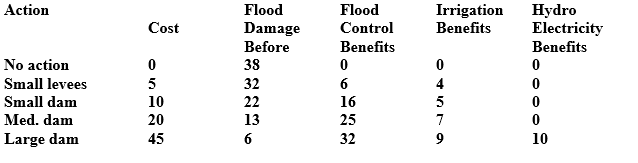 Action Flood Flood Irrigation Hydro
Cost Damage Control Benefits Electricity
Before Benefits Benefits
No action 0 38 0 0 0
Small levees 5 32 6 4 0
Small dam 10 22 16 5 0
Med. dam 20 13 25 7 0
Large dam 45 6 32 9 10